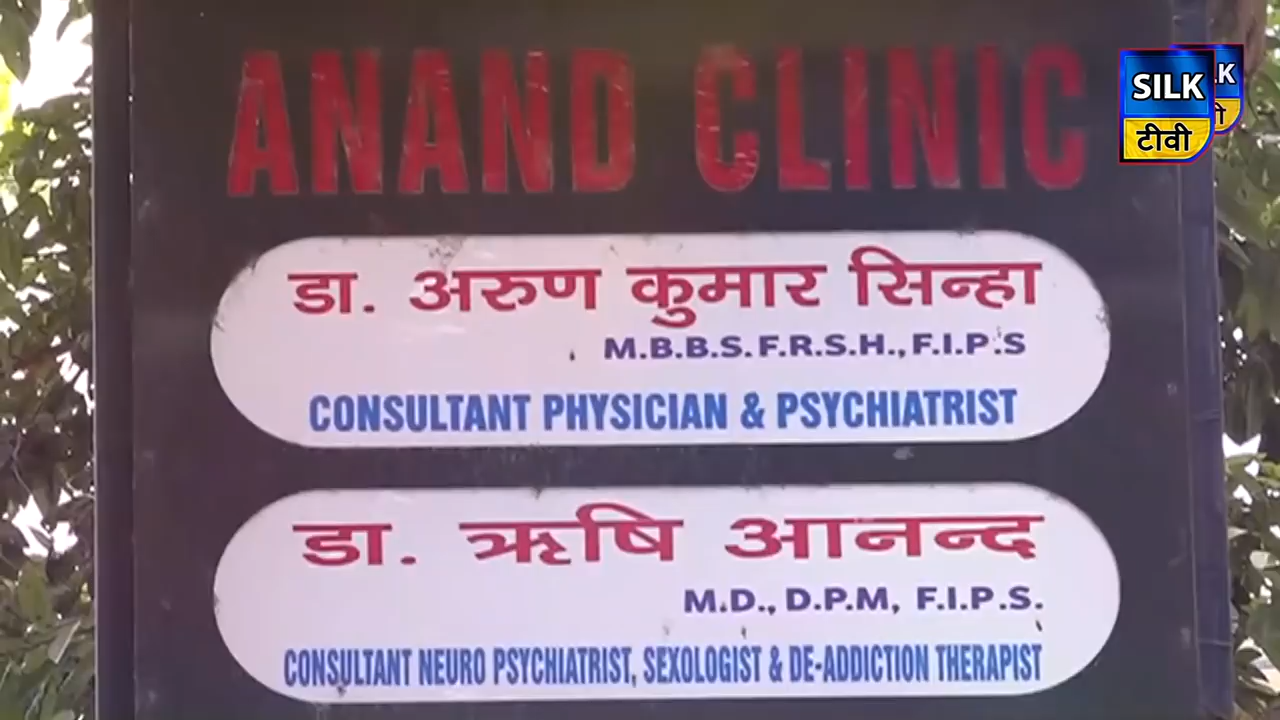 ANAND CLINIC
SILK
टीवी
डा. अरुण कुमार सिन्हा
M.B.B.S. F.R.S.H., F.I.P.S
CONSULTANT PHYSICIAN & PSYCHIATRIST
डा. ऋषि आनन्द
M.D., D.P.M, F.I.P.S.
CONSULTANT NEURO PSYCHIATRIST, SEXOLOGIST & DE-ADDICTION THERAPIST